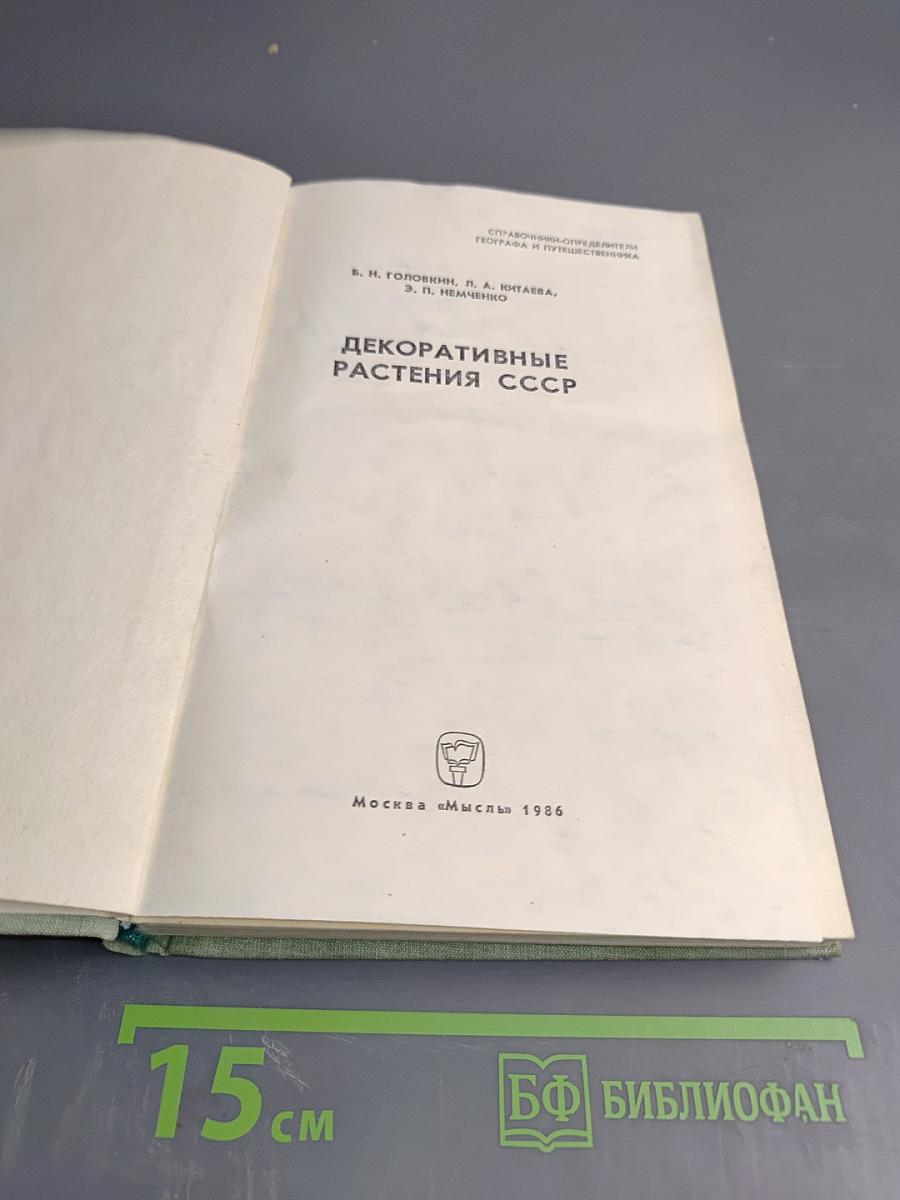 СПРАВОЧНИКИ-ОПРЕДЕЛИТЕЛИ
ГЕОГРАФА И ПУТЕШЕСТВЕННИКА
Б. Н. ГОЛОВКИН, Л. А. КИТАЕВА,
Э. П. НЕМЧЕНКО
ДЕКОРАТИВНЫЕ
РАСТЕНИЯ СССР
Москва «Мысль» 1986
15 см
БФ БИБЛИОФАН